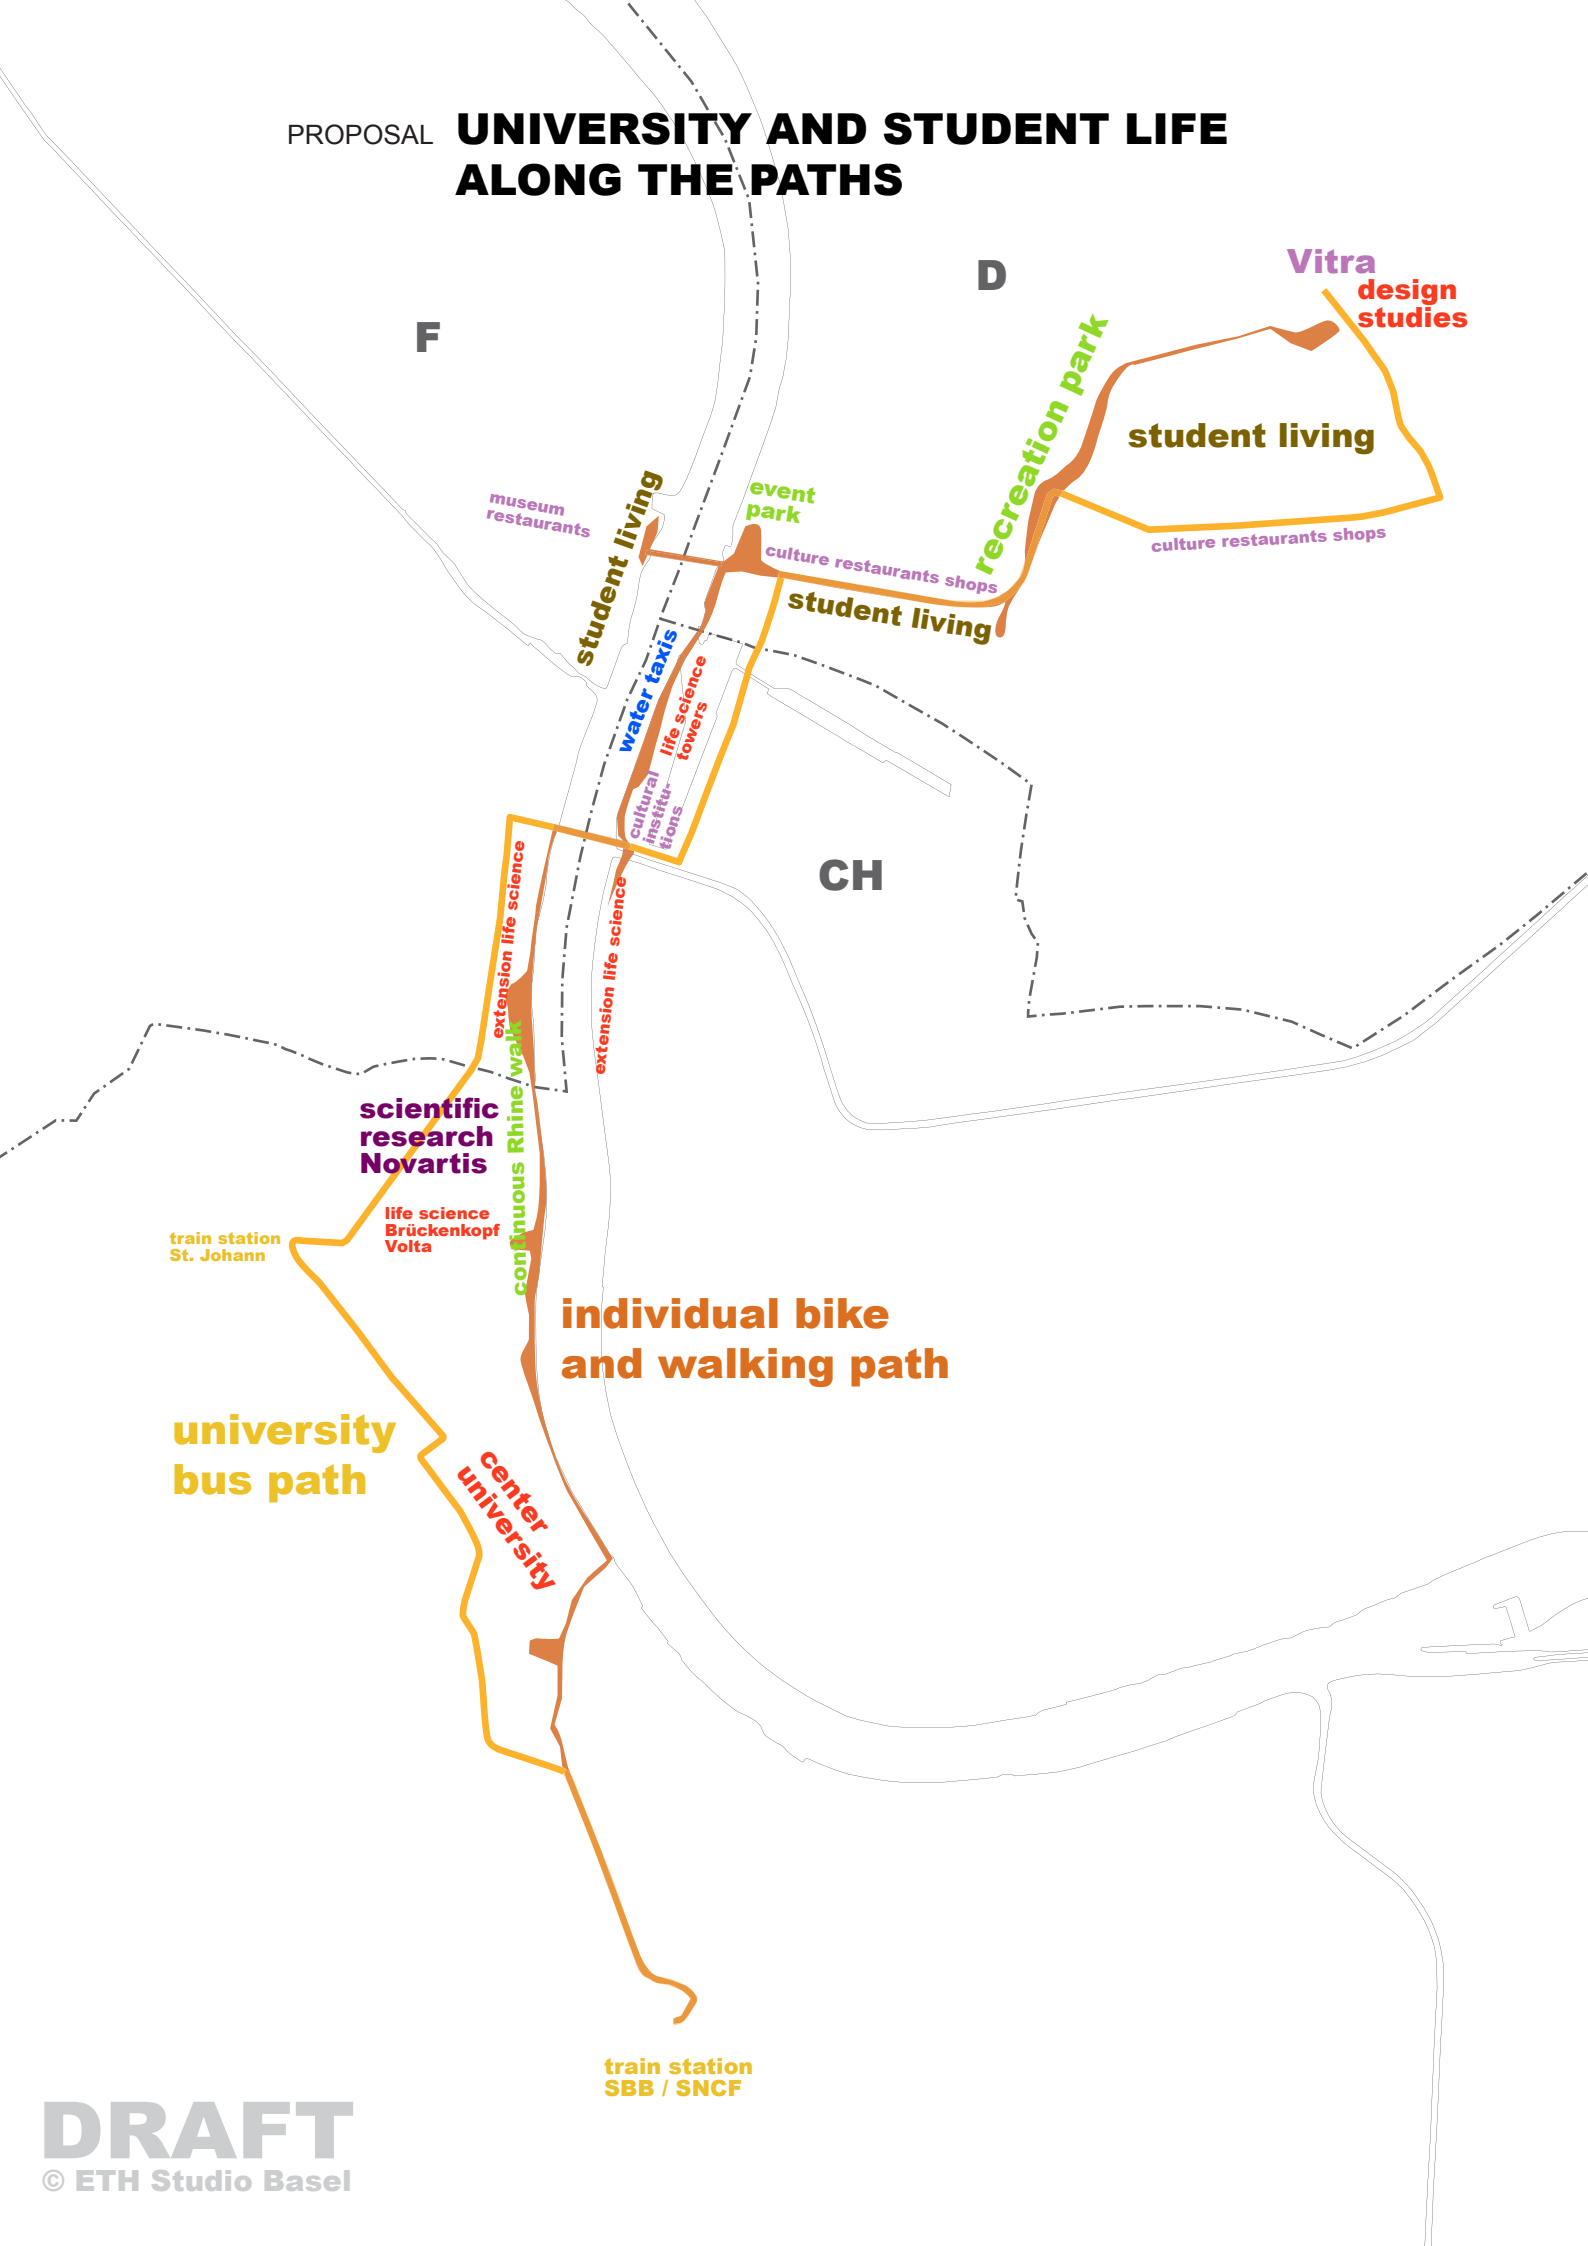 PROPOSAL UNIVERSITY AND STUDENT LIFE
ALONG THE PATHS
Vitra
design
studies
D
F
recreation park
student living
museum
restaurants
student living
event
park
culture restaurants shops
culture restaurants shops
student living
water taxis
life science
towers
cultural
institu-
tions
CH
extension life science
extension life science
continuous Rhine walk
scientific
research
Novartis
life science
Brückenkopf
Volta
train station
St. Johann
individual bike
and walking path
university
bus path
center
university
train station
SBB / SNCF
DRAFT
© ETH Studio Basel